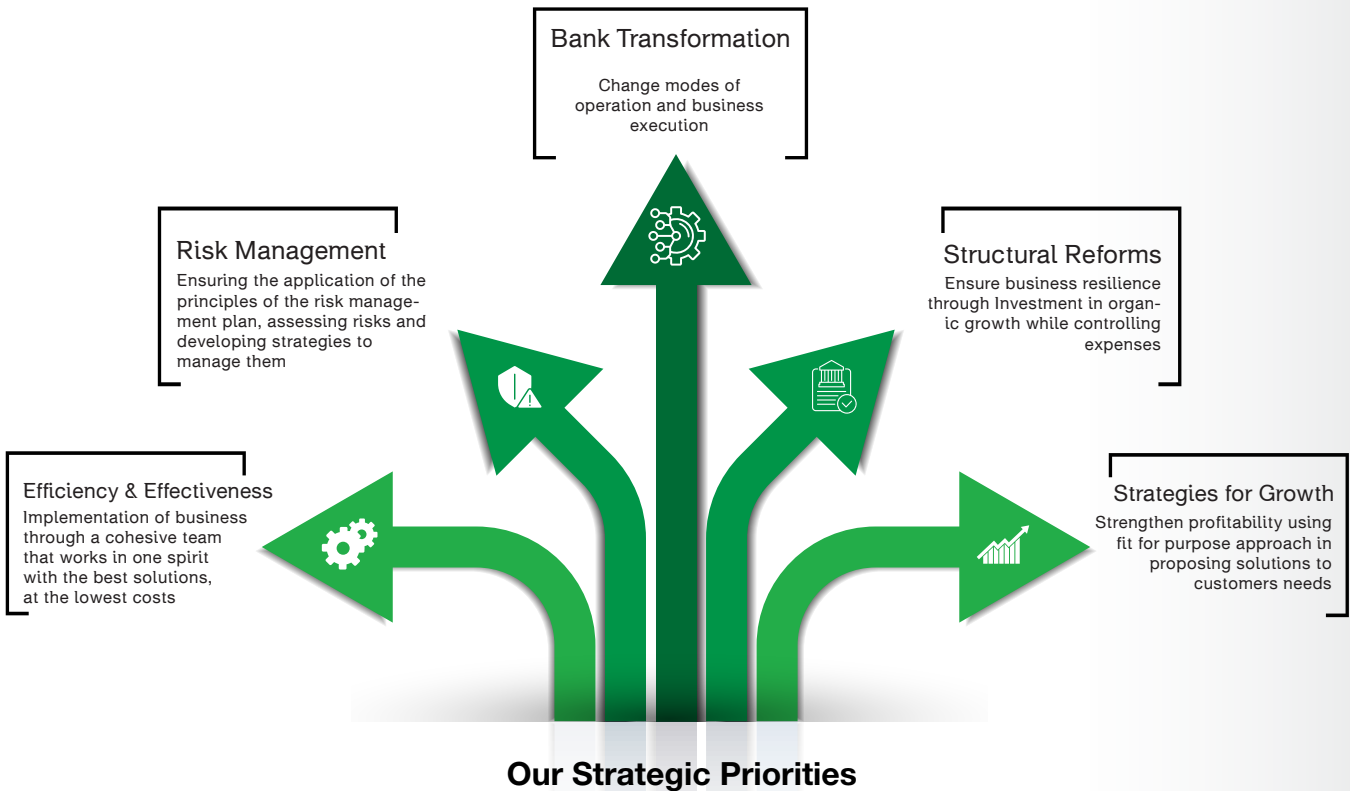 Bank Transformation
Change modes of
operation and business
execution
Risk Management
Ensuring the application of the
principles of the risk manage-
ment plan, assessing risks and
developing strategies to
manage them
Structural Reforms
Ensure business resilience
through Investment in organ-
ic growth while controlling
expenses
Efficiency & Effectiveness
Implementation of business
through a cohesive team
that works in one spirit
with the best solutions,
at the lowest costs
Strategies for Growth
Strengthen profitability using
fit for purpose approach in
proposing solutions to
customers needs
Our Strategic Priorities